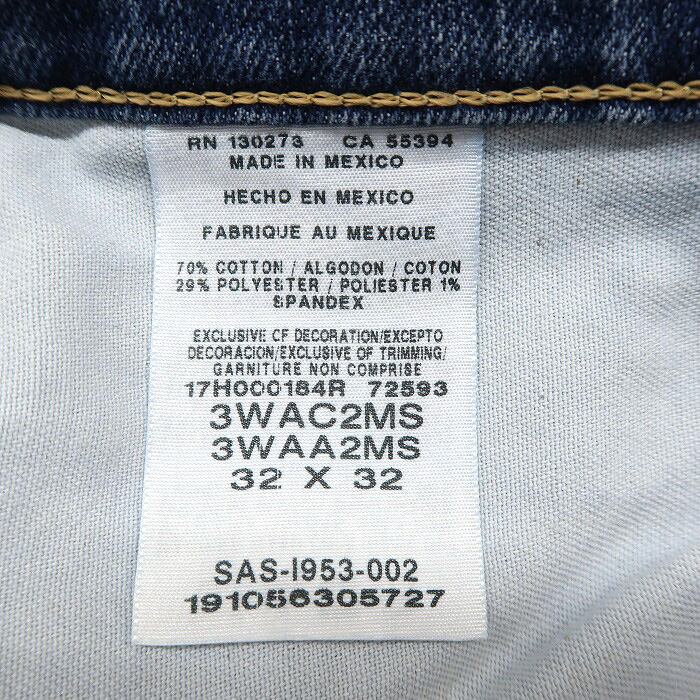 RN 130273 CA 55394
MADE IN MEXICO
HECHO EN MEXICO
FABRIQUE AU MEXIQUE
70% COTTON / ALGODON / COTON
29% POLYESTER / POLIESTER 1%
SPANDEX
EXCLUSIVE OF DECORATION/EXCEPTO
DECORACION/EXCLUSIVE OF TRIMMING/
GARNITURE NON COMPRISE
17H000184R 72593
3WAC2MS
3WAA2MS
32 X 32
SAS-I953-002
191056305727